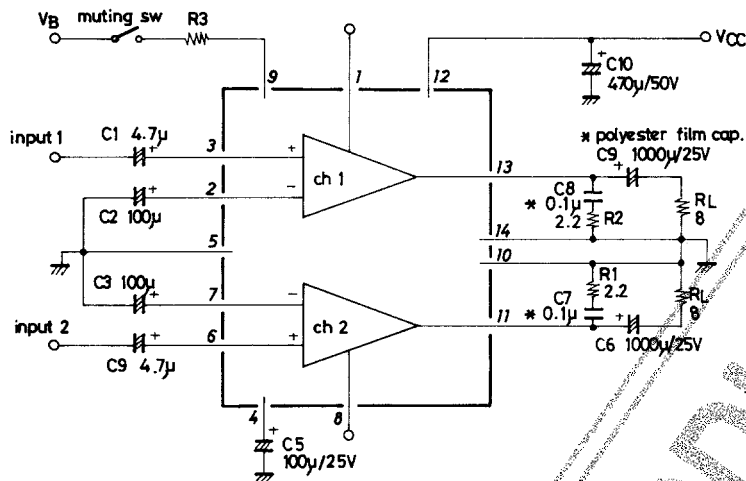 VB muting sw R3
VCC
C10
470µ/50V
9 1 12
* polyester film cap.
input 1 C1 4.7µ 3 + ch 1 13 C9 + 1000µ/25V
2 -
C2 100µ
C8
* 0.1µ
2.2 R2
RL
8
5 14
10
C3 100µ 7 -
R1
2.2
C7
* 0.1µ
RL
8
input 2 6 + ch 2 11
C9 4.7µ
C6 1000µ/25V
4 8
C5
100µ/25V